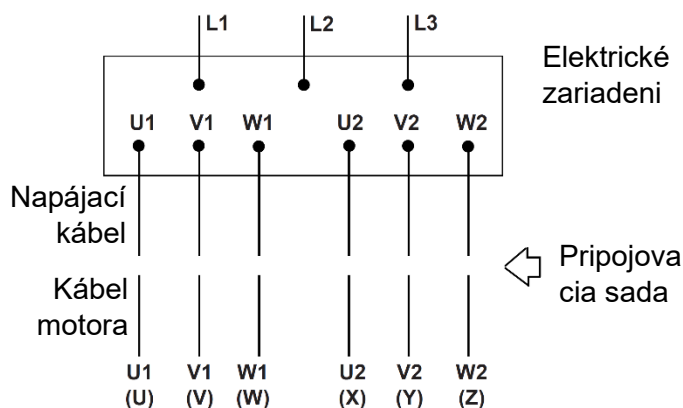 L1 L2 L3
Elektrické
zariadeni
U1 V1 W1 U2 V2 W2
Napájací
kábel
Pripojova
cia sada
Kábel
motora
U1 V1 W1 U2 V2 W2
(U) (V) (W) (X) (Y) (Z)